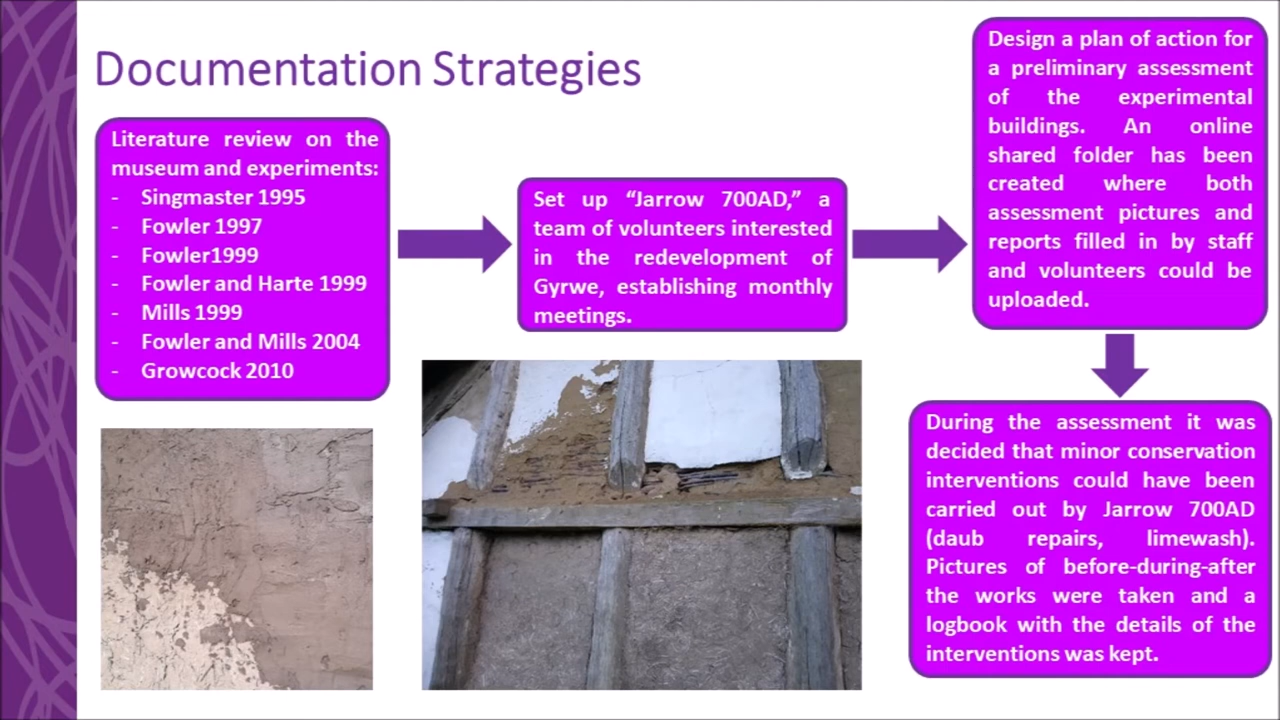 Documentation Strategies
Literature review on the
museum and experiments:
- Singmaster 1995
- Fowler 1997
- Fowler1999
- Fowler and Harte 1999
- Mills 1999
- Fowler and Mills 2004
- Growcock 2010
Set up “Jarrow 700AD,” a
team of volunteers interested
in the redevelopment of
Gyrwe, establishing monthly
meetings.
Design a plan of action for
a preliminary assessment
of the experimental
buildings. An online
shared folder has been
created where both
assessment pictures and
reports filled in by staff
and volunteers could be
uploaded.
During the assessment it was
decided that minor conservation
interventions could have been
carried out by Jarrow 700AD
(daub repairs, limewash).
Pictures of before-during-after
the works were taken and a
logbook with the details of the
interventions was kept.